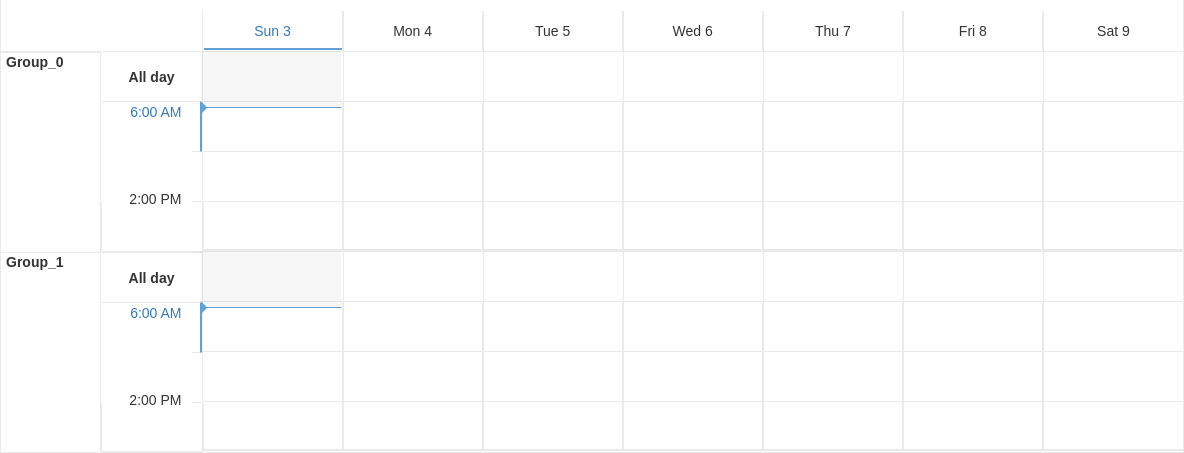 Sun 3 Mon 4 Tue 5 Wed 6 Thu 7 Fri 8 Sat 9
Group_0
All day
6:00 AM
2:00 PM
Group_1
All day
6:00 AM
2:00 PM